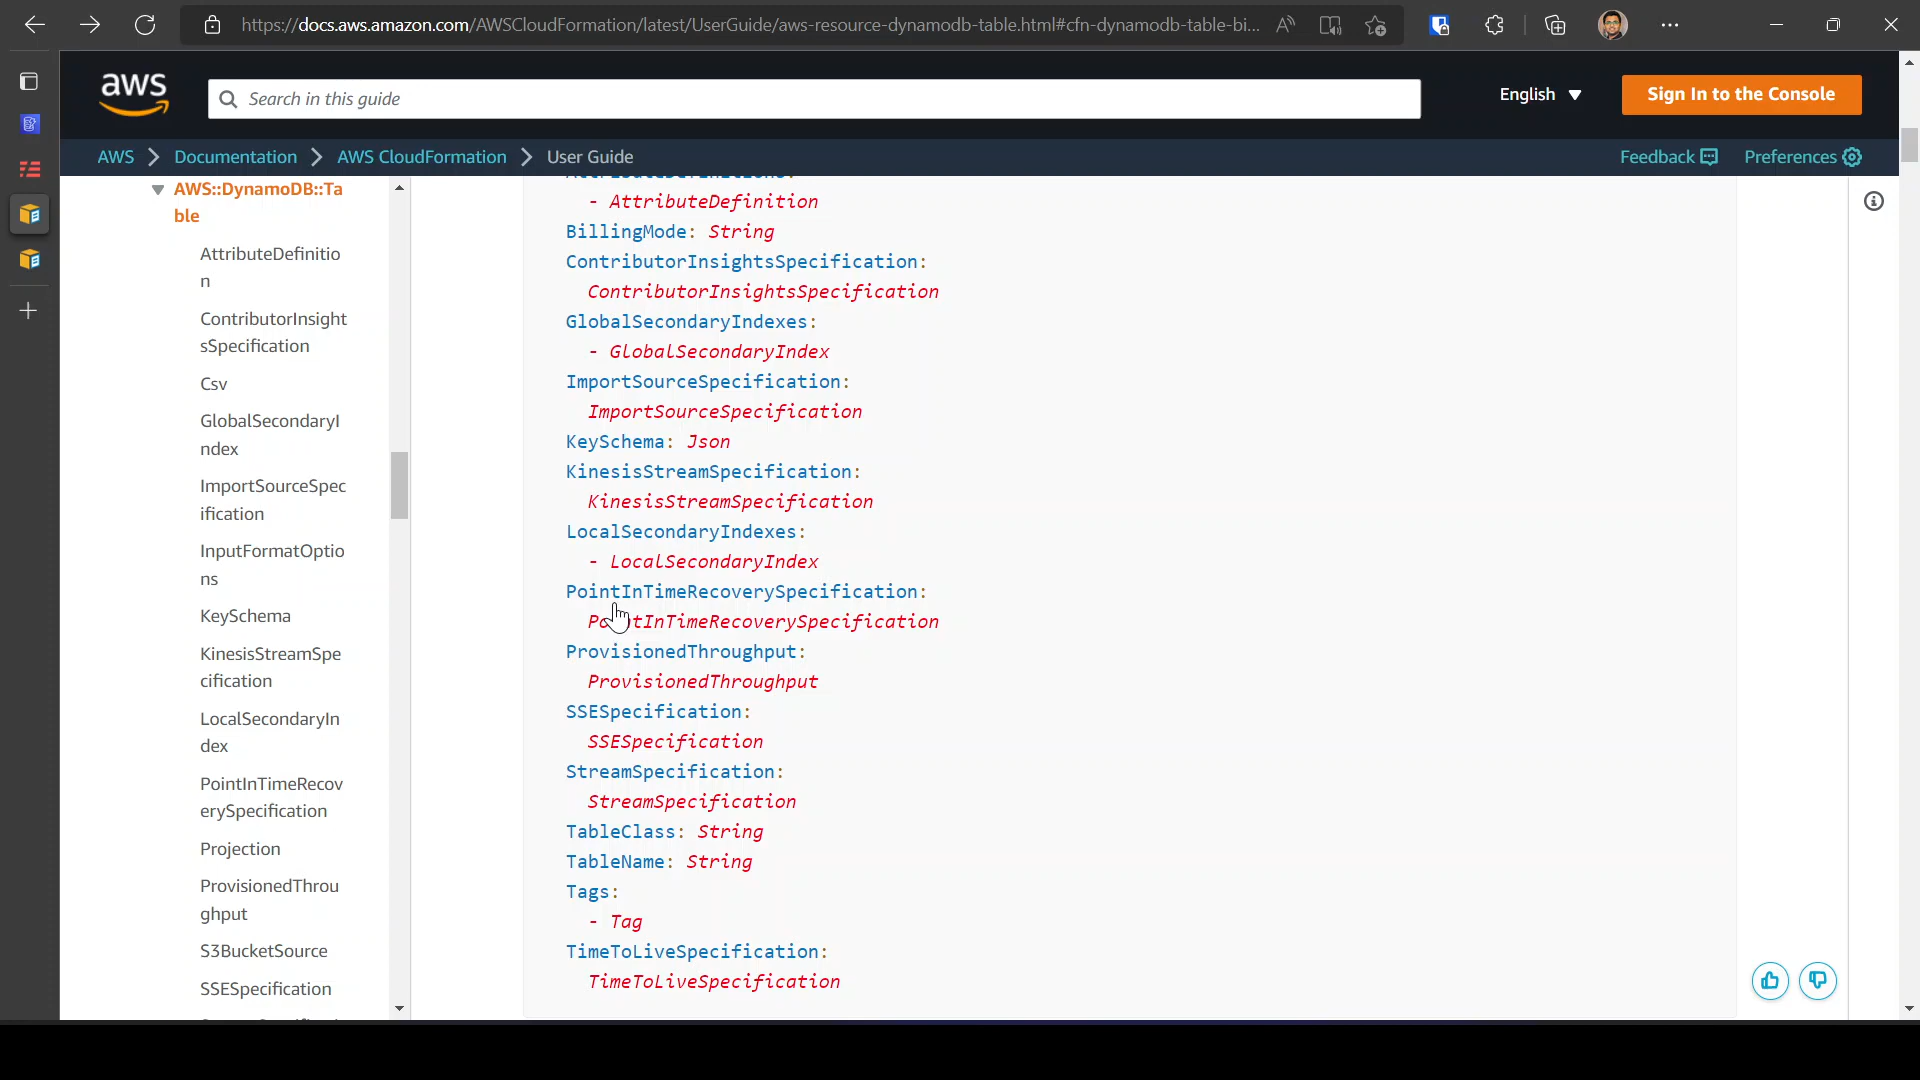 https://docs.aws.amazon.com/AWSCloudFormation/latest/UserGuide/aws-resource-dynamodb-table.html#cfn-dynamodb-table-bi...
aws
Search in this guide
English
Sign In to the Console
AWS
Documentation
AWS CloudFormation
User Guide
Feedback
Preferences
AWS::DynamoDB::Ta
ble
AttributeDefinitio
n
ContributorInsight
sSpecification
Csv
GlobalSecondaryI
ndex
ImportSourceSpec
ification
InputFormatOptio
ns
KeySchema
KinesisStreamSpe
cification
LocalSecondaryIn
dex
PointInTimeRecov
erySpecification
Projection
ProvisionedThrou
ghput
S3BucketSource
SSESpecification
- AttributeDefinition
BillingMode: String
ContributorInsightsSpecification:
ContributorInsightsSpecification
GlobalSecondaryIndexes:
- GlobalSecondaryIndex
ImportSourceSpecification:
ImportSourceSpecification
KeySchema: Json
KinesisStreamSpecification:
KinesisStreamSpecification
LocalSecondaryIndexes:
- LocalSecondaryIndex
PointInTimeRecoverySpecification:
PointInTimeRecoverySpecification
ProvisionedThroughput:
ProvisionedThroughput
SSESpecification:
SSESpecification
StreamSpecification:
StreamSpecification
TableClass: String
TableName: String
Tags:
- Tag
TimeToLiveSpecification:
TimeToLiveSpecification